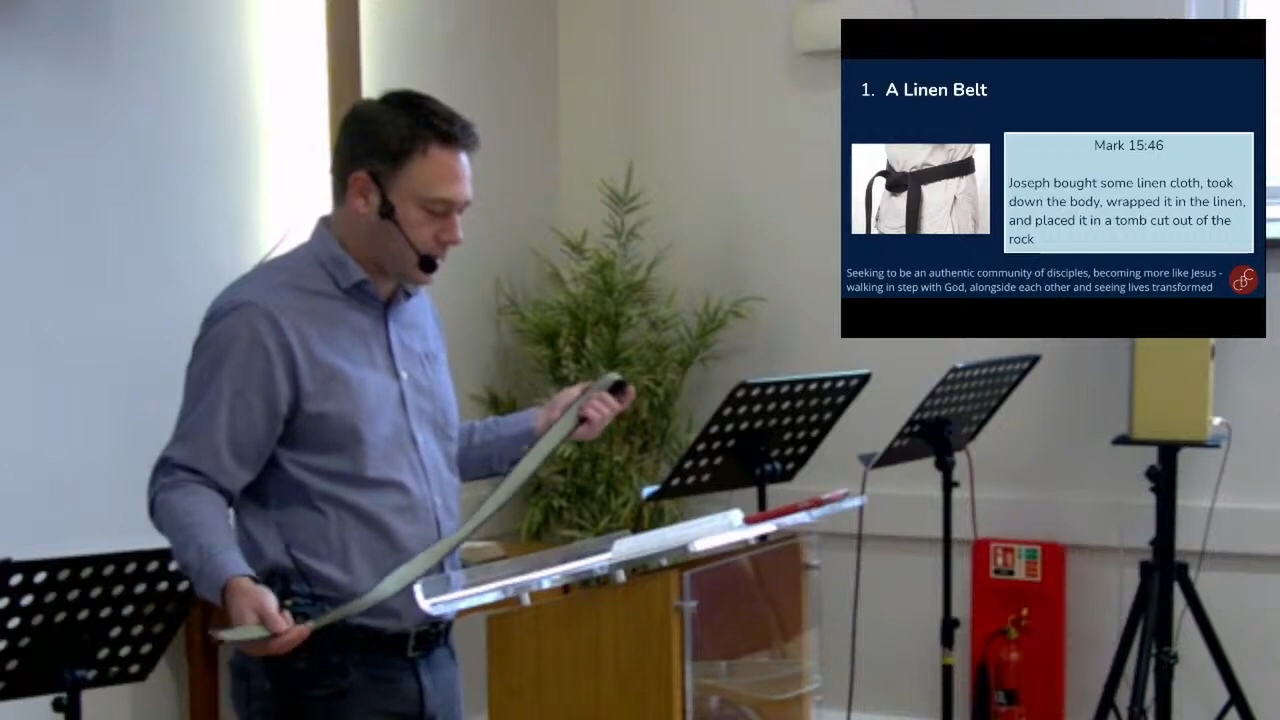 1. A Linen Belt
Mark 15:46
Joseph bought some linen cloth, took
down the body, wrapped it in the linen,
and placed it in a tomb cut out of the
rock
Seeking to be an authentic community of disciples, becoming more like Jesus -
walking in step with God, alongside each other and seeing lives transformed
CBC